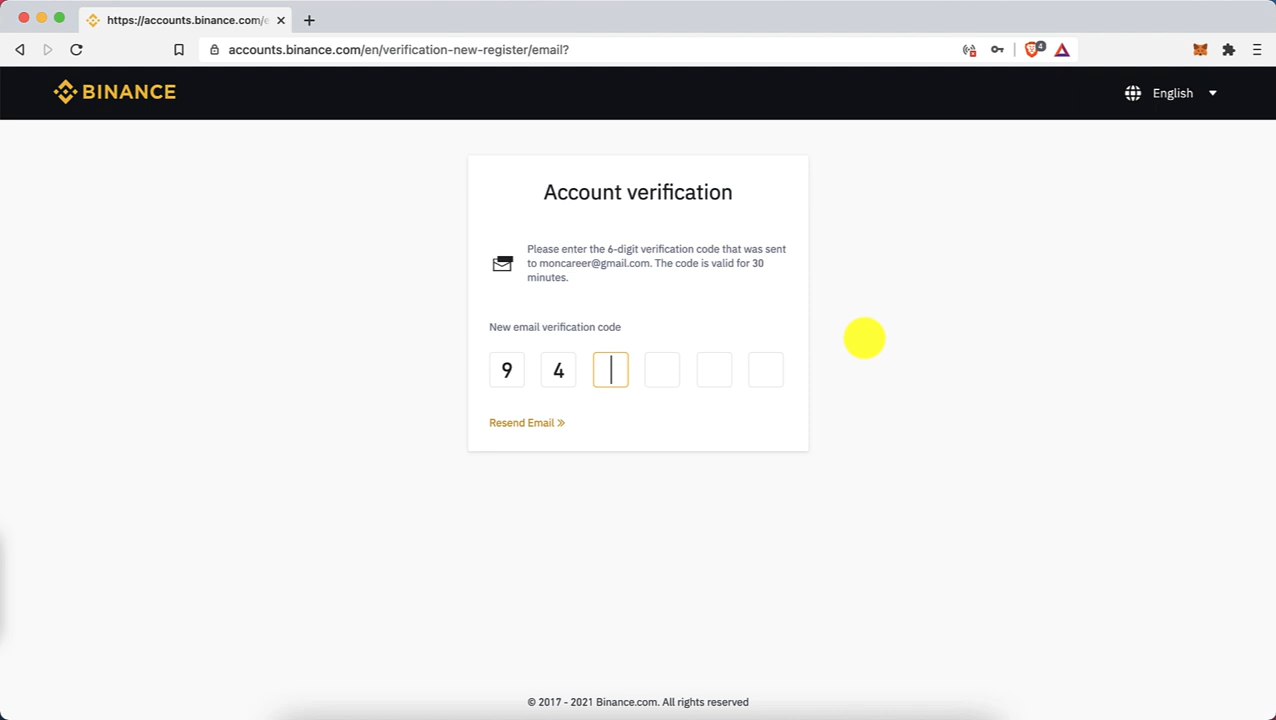 https://accounts.binance.com/e
accounts.binance.com/en/verification-new-register/email?
4
BINANCE
English
Account verification
Please enter the 6-digit verification code that was sent
to moncareer@gmail.com. The code is valid for 30
minutes.
New email verification code
9 4
Resend Email »
© 2017 - 2021 Binance.com. All rights reserved